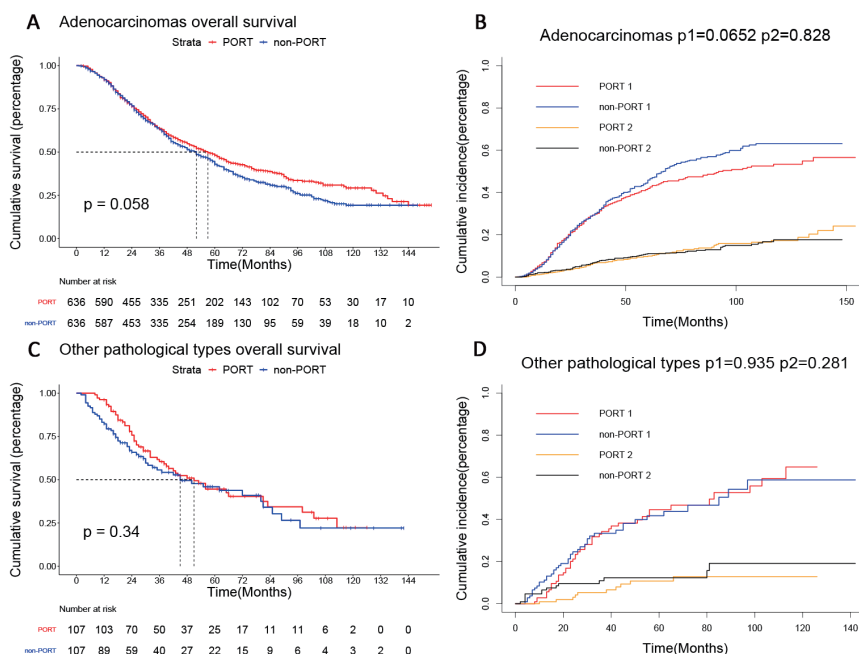 A Adenocarcinomas overall survival
Strata PORT non-PORT
Cumulative survival (percentage)
1.00
0.75
0.50
0.25
0.00
p = 0.058
0 12 24 36 48 60 72 84 96 108 120 132 144
Time(Months)
Number at risk
PORT 636 590 455 335 251 202 143 102 70 53 30 17 10
non-PORT 636 587 453 335 254 189 130 95 59 39 18 10 2
B Adenocarcinomas p1=0.0652 p2=0.828
Cumulative incidence(percentage)
1.0
0.8
0.6
0.4
0.2
0.0
PORT 1
non-PORT 1
PORT 2
non-PORT 2
0 50 100 150
Time(Months)
C Other pathological types overall survival
Strata PORT non-PORT
Cumulative survival (percentage)
1.00
0.75
0.50
0.25
0.00
p = 0.34
0 12 24 36 48 60 72 84 96 108 120 132 144
Time(Months)
Number at risk
PORT 107 103 70 50 37 25 17 11 11 6 2 0 0
non-PORT 107 89 59 40 27 22 15 9 6 4 3 2 0
D Other pathological types p1=0.935 p2=0.281
Cumulative incidence(percentage)
1.0
0.8
0.6
0.4
0.2
0.0
PORT 1
non-PORT 1
PORT 2
non-PORT 2
0 20 40 60 80 100 120 140
Time(Months)